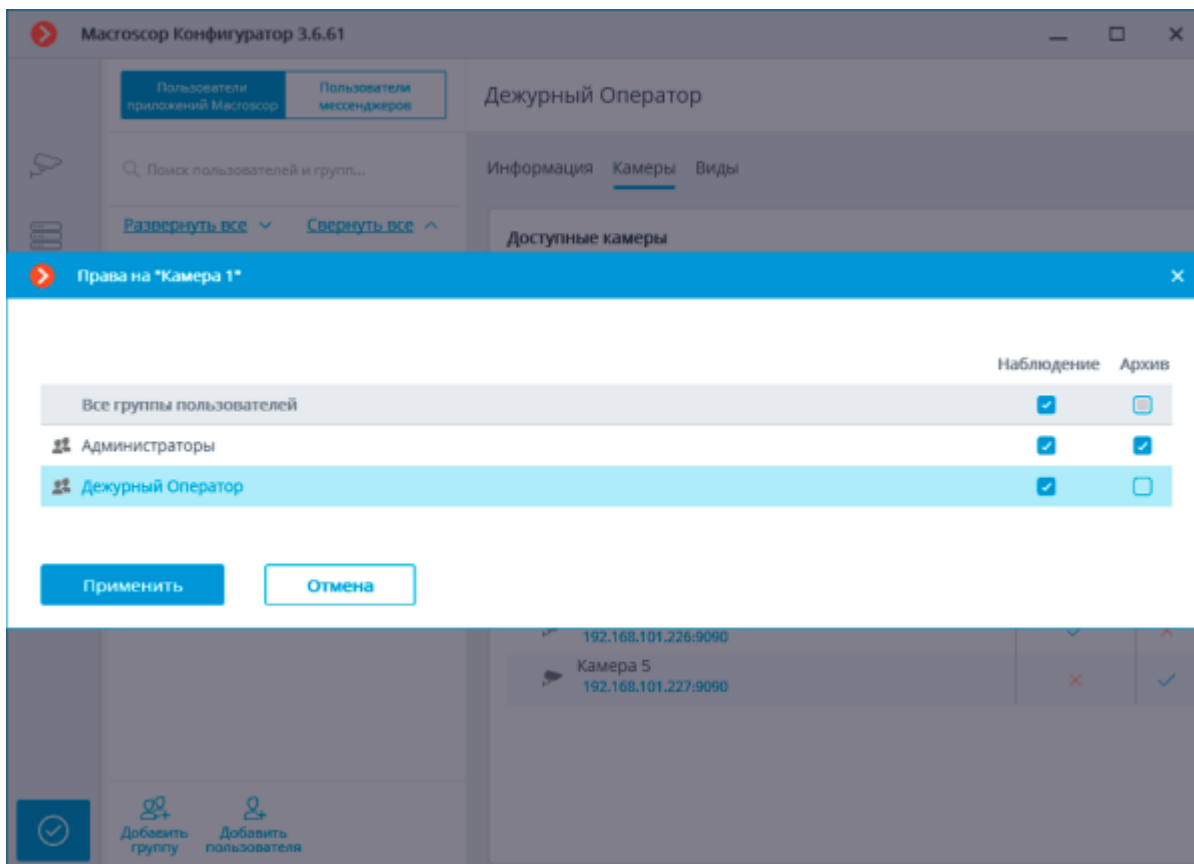 Macroscop Конфигуратор 3.6.61
Пользователи приложений Macroscop
Пользователи мессенджеров
Дежурный Оператор
Поиск пользователей и групп...
Информация Камеры Виды
Развернуть все Свернуть все
Доступные камеры
Права на "Камера 1"
Наблюдение Архив
Все группы пользователей
Администраторы
Дежурный Оператор
Применить Отмена
192.168.101.226:9090
Камера 5
192.168.101.227:9090
Добавить группу
Добавить пользователя